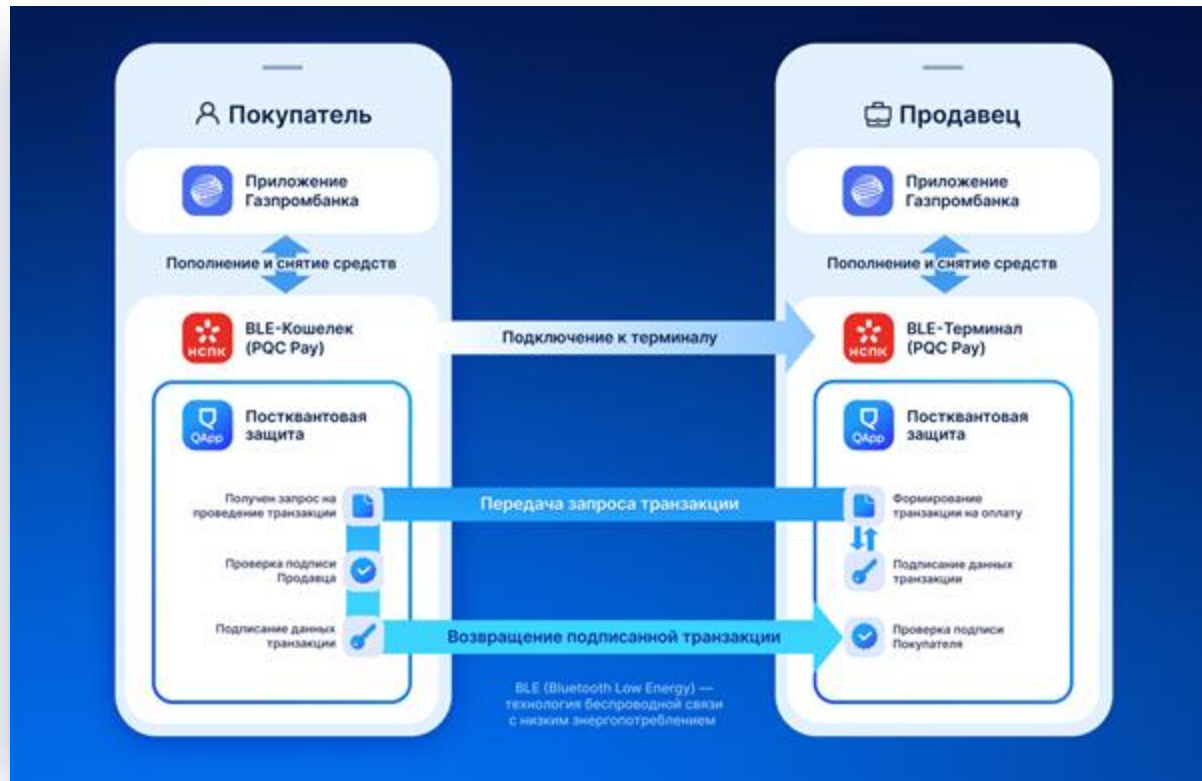 Покупатель
Приложение
Газпромбанка
Пополнение и снятие средств
НСПК
BLE-Кошелек
(PQC Pay)
QApp
Постквантовая
защита
Получен запрос на
проведение транзакции
Проверка подписи
Продавца
Подписание данных
транзакции
Подключение к терминалу
Передача запроса транзакции
Возвращение подписанной транзакции
BLE (Bluetooth Low Energy) —
технология беспроводной связи
с низким энергопотреблением
Продавец
Приложение
Газпромбанка
Пополнение и снятие средств
НСПК
BLE-Терминал
(PQC Pay)
QApp
Постквантовая
защита
Формирование
транзакции на оплату
Подписание данных
транзакции
Проверка подписи
Покупателя